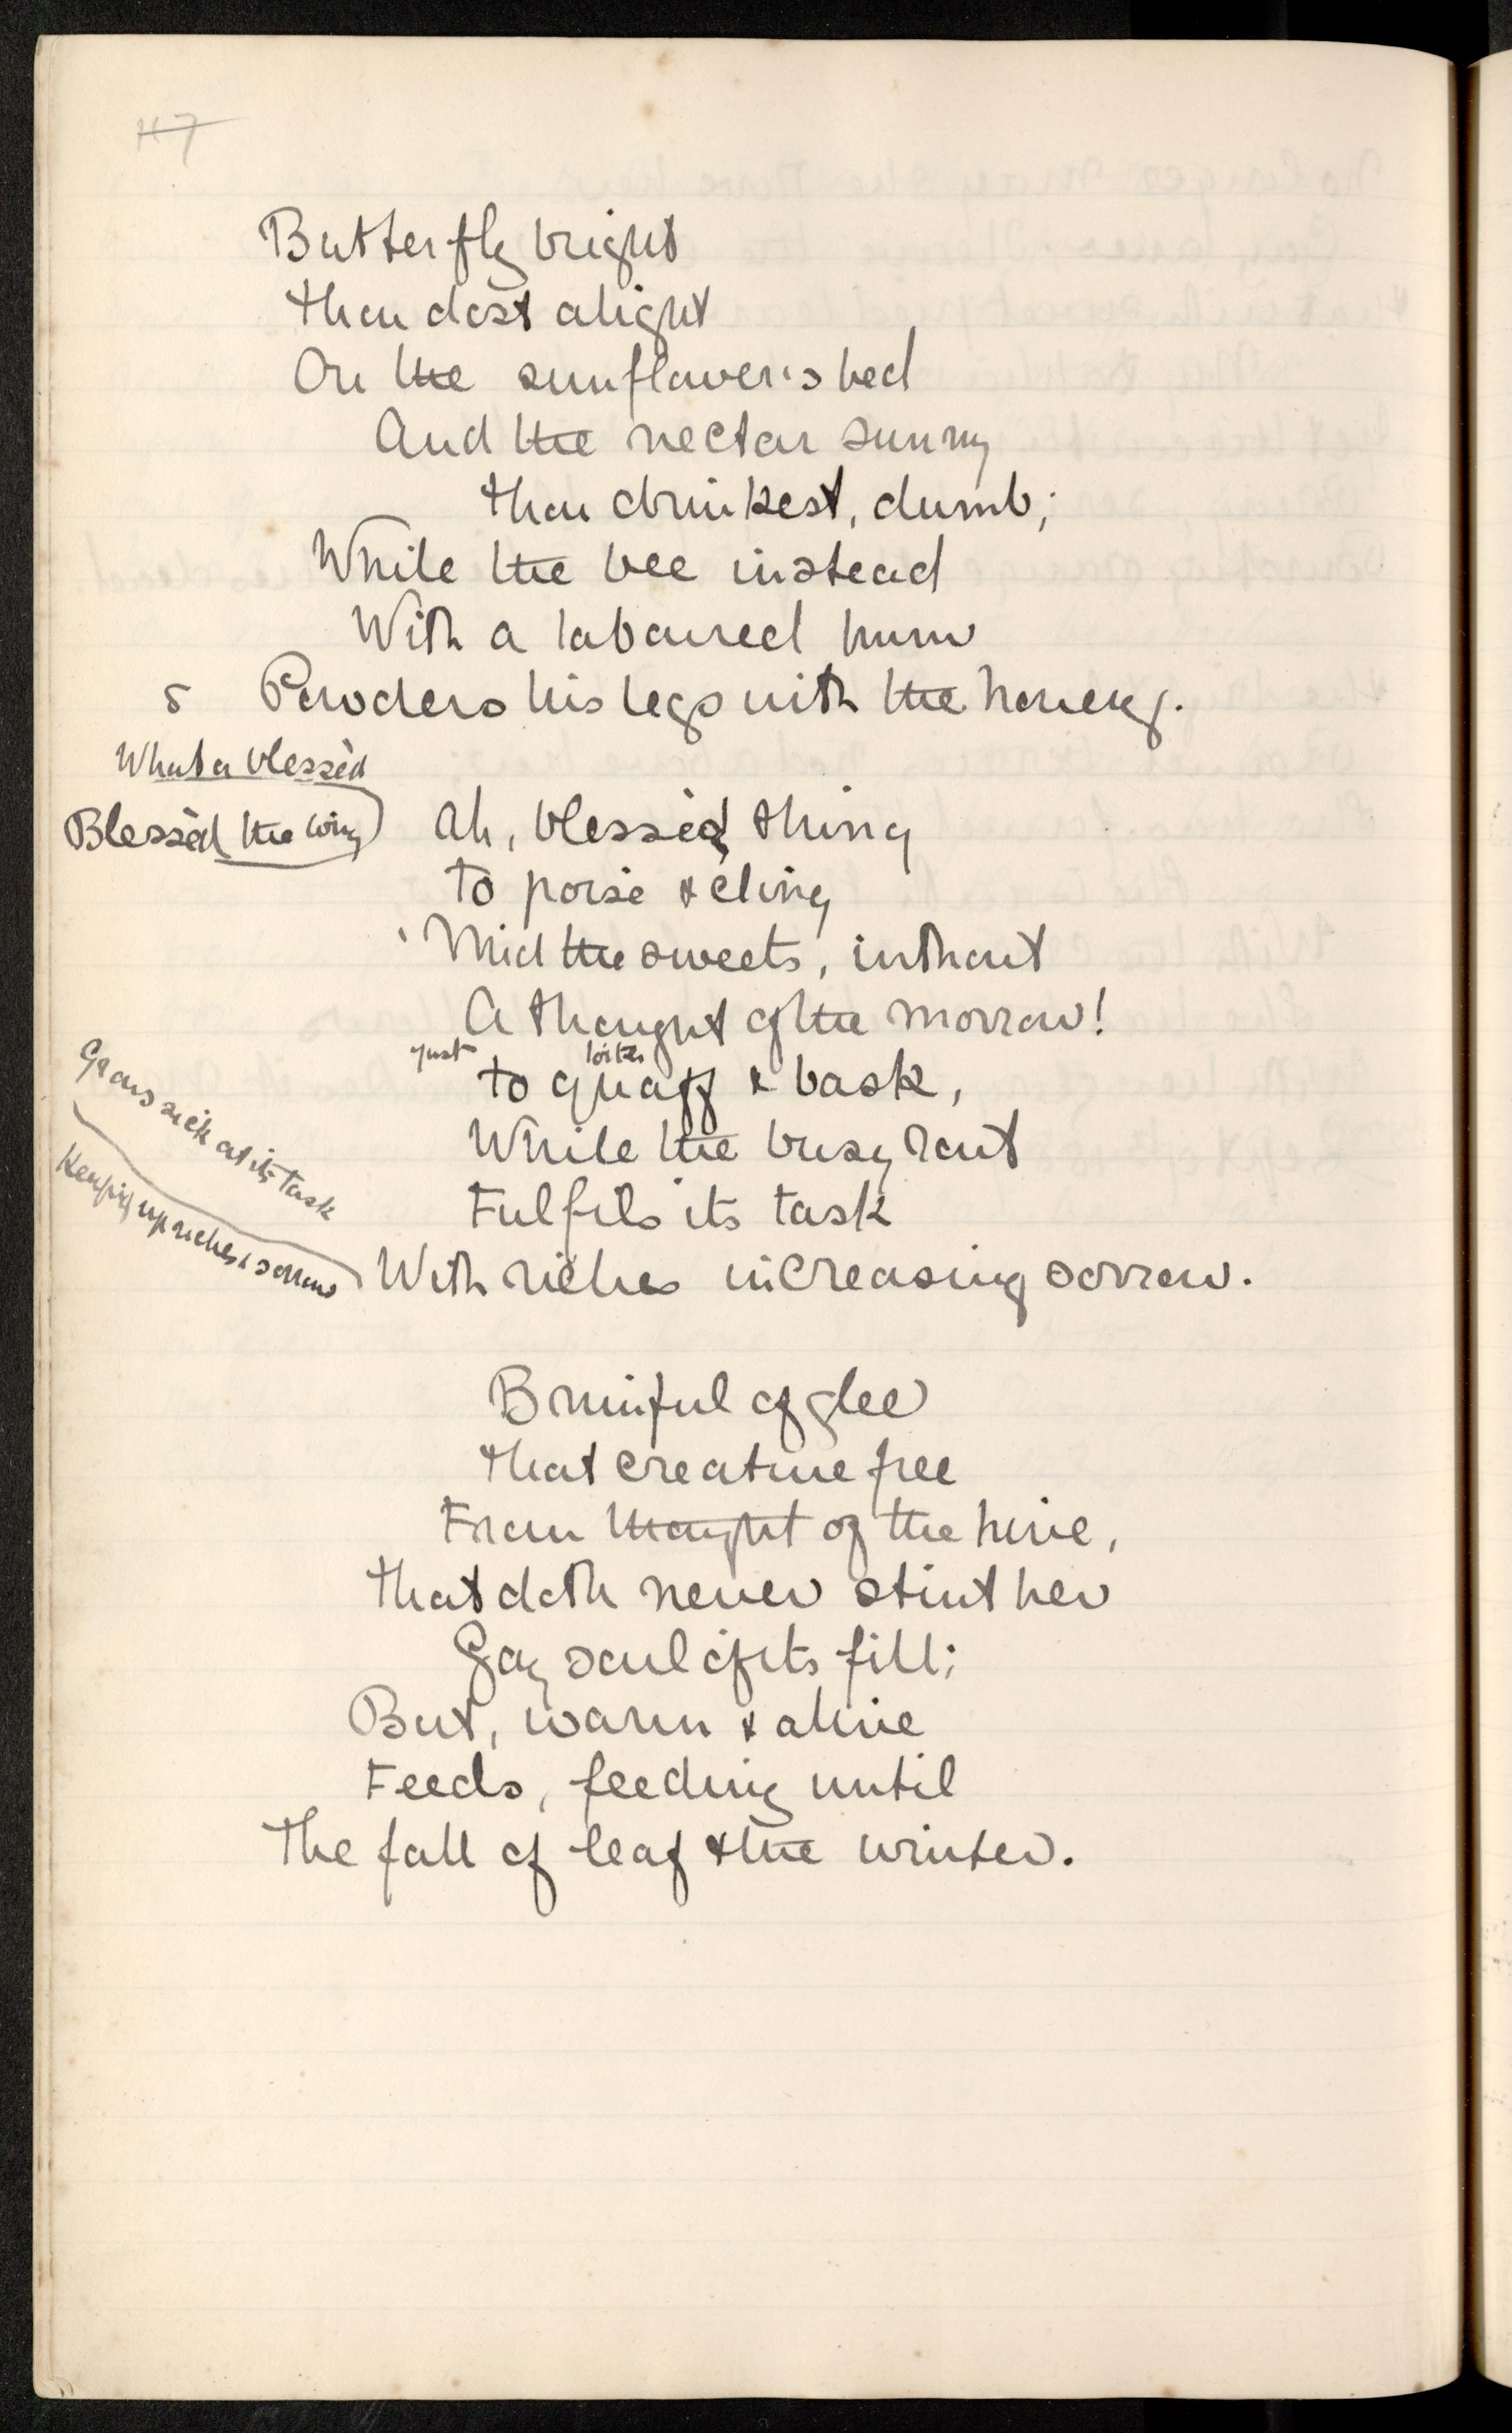 117
Butterfly bright
thou dost alight
On the sunflower's bed
And the nectar sunny
thou drinkest, dumb;
While the bee instead
With a laboured hum
Powders his legs with the honey.
What a blessèd
Blessèd the wing
Ah, blessèd thing
to poise & cling
'Mid the sweets, without
A thought of the morrow!
just
loiter
to quaff & bask,
While the busy rout
Fulfils its task
With riches increasing sorrow.
Grows sick at its task
Heaping up riches & sorrow
Brimful of glee
that creature free
From thought of the hive,
that doth never stint her
Gay soul of its fill;
But, warm & alive
Feeds, feeding until
The fall of leaf & the winter.